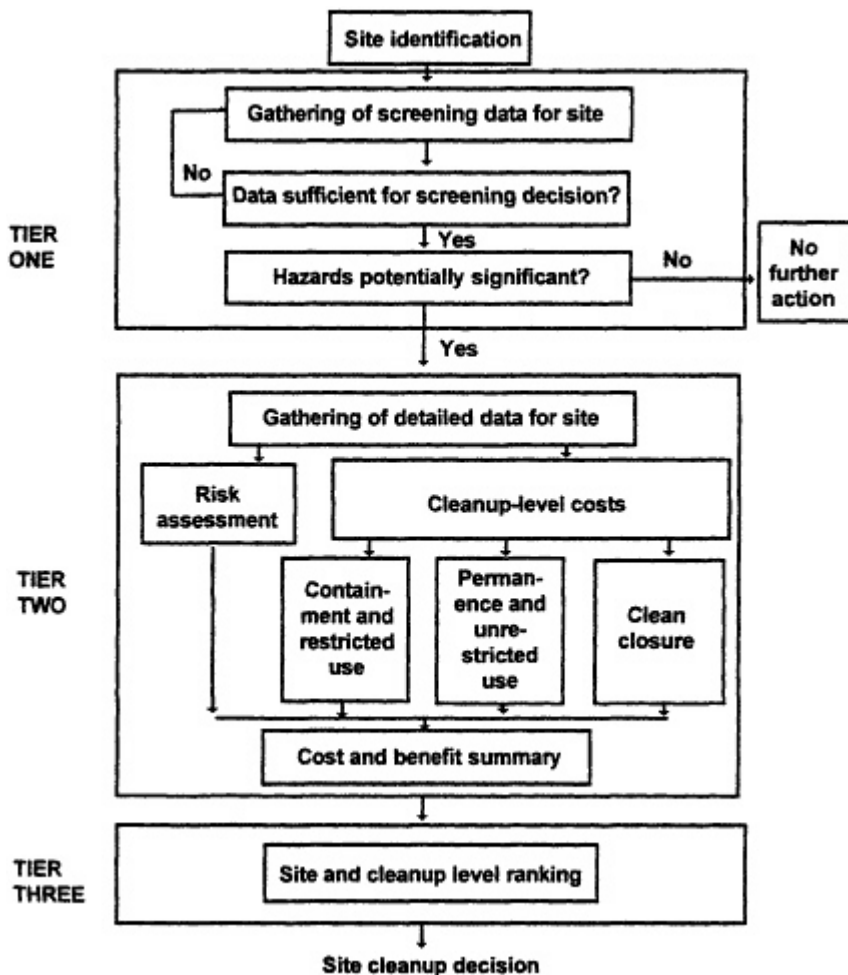 Site identification
Gathering of screening data for site
No
Data sufficient for screening decision?
TIER
ONE
Yes
Hazards potentially significant?
No
No
further
action
Yes
Gathering of detailed data for site
Risk
assessment
Cleanup-level costs
TIER
TWO
Contain-
ment and
restricted
use
Perman-
ence and
unre-
stricted
use
Clean
closure
Cost and benefit summary
TIER
THREE
Site and cleanup level ranking
Site cleanup decision